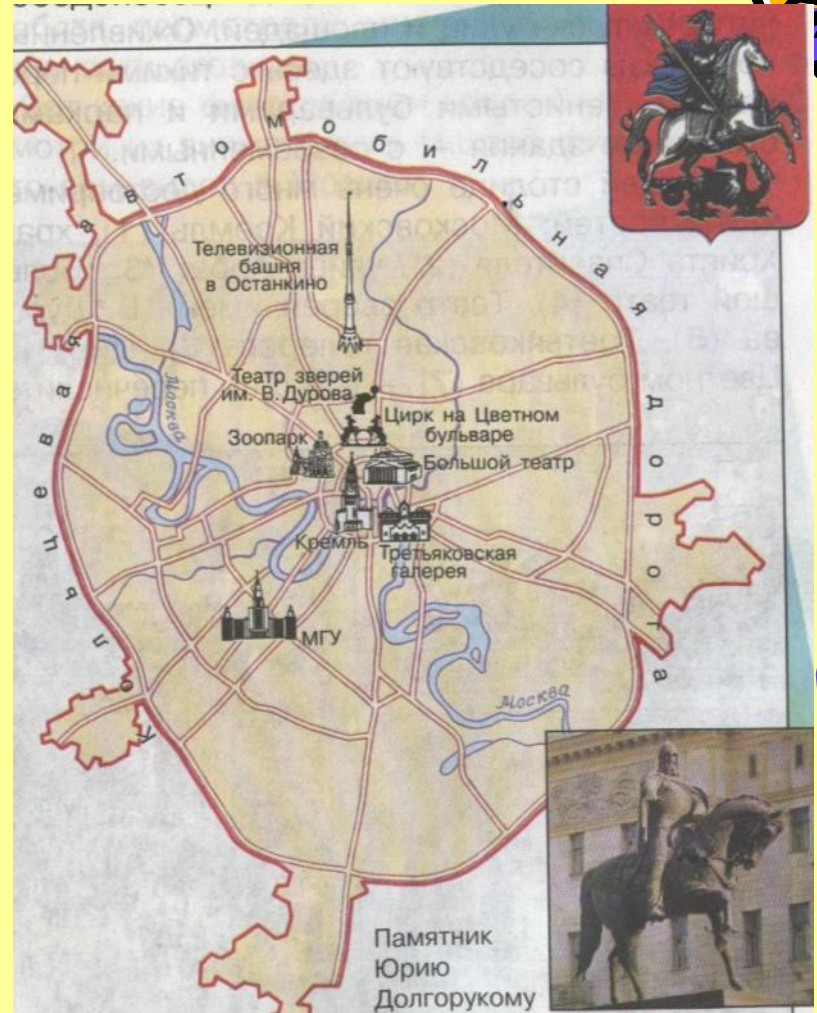 Кольцевая автомобильная дорога
Телевизионная
башня
в Останкино
Москва
Театр зверей
им. В. Дурова
Цирк на Цветном
бульваре
Зоопарк
Большой театр
Кремль
Третьяковская
галерея
МГУ
Москва
Памятник
Юрию
Долгорукому